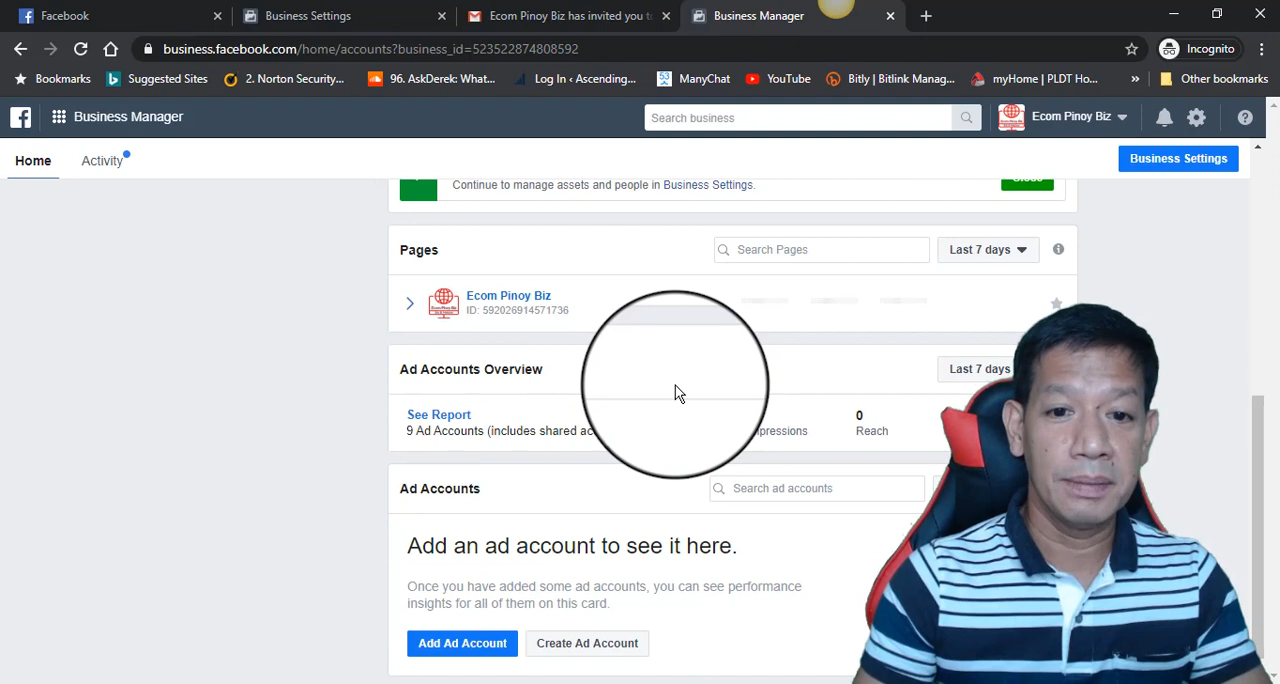 Facebook
Business Settings
Ecom Pinoy Biz has invited you to
Business Manager
business.facebook.com/home/accounts?business_id=523522874808592
Incognito
Bookmarks
Suggested Sites
2. Norton Security...
96. AskDerek: What...
Log In ‹ Ascending...
53
ManyChat
YouTube
Bitly | Bitlink Manag...
myHome | PLDT Ho...
Other bookmarks
Business Manager
Search business
Ecom Pinoy Biz
Home
Activity
Business Settings
Continue to manage assets and people in Business Settings.
Pages
Search Pages
Last 7 days
Ecom Pinoy Biz
ID: 592026914571736
Ad Accounts Overview
Last 7 days
See Report
0
9 Ad Accounts (includes shared
Reach
Ad Accounts
Search ad accounts
Add an ad account to see it here.
Once you have added some ad accounts, you can see performance
insights for all of them on this card.
Add Ad Account
Create Ad Account